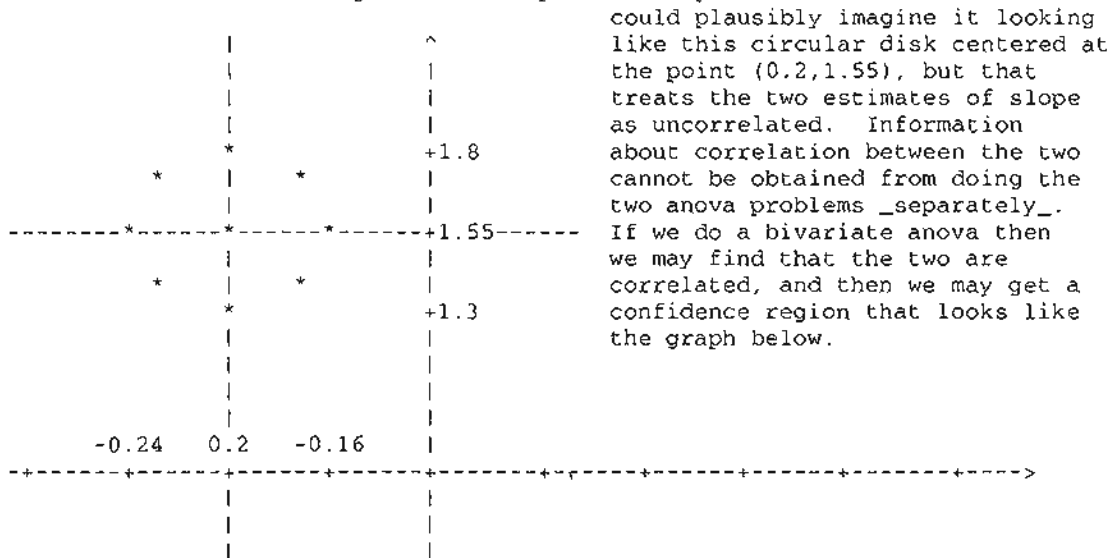 could plausibly imagine it looking
like this circular disk centered at
the point (0.2,1.55), but that
treats the two estimates of slope
as uncorrelated. Information
about correlation between the two
cannot be obtained from doing the
two anova problems _separately_.
If we do a bivariate anova then
we may find that the two are
correlated, and then we may get a
confidence region that looks like
the graph below.
+1.8
+1.55
+1.3
-0.24 0.2 -0.16